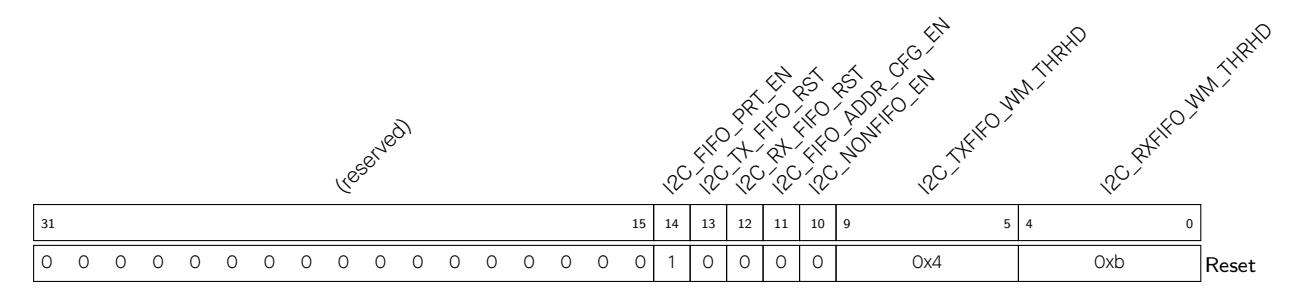 (reserved)
I2C_FIFO_PRT_EN
I2C_TX_FIFO_RST
I2C_RX_FIFO_RST
I2C_FIFO_ADDR_CFG_EN
I2C_NONFIFO_EN
I2C_TXFIFO_WM_THRHD
I2C_RXFIFO_WM_THRHD
31 15 14 13 12 11 10 9 5 4 0
0 0 0 0 0 0 0 0 0 0 0 0 0 0 0 0 0 1 0 0 0 0 0x4 0xb Reset